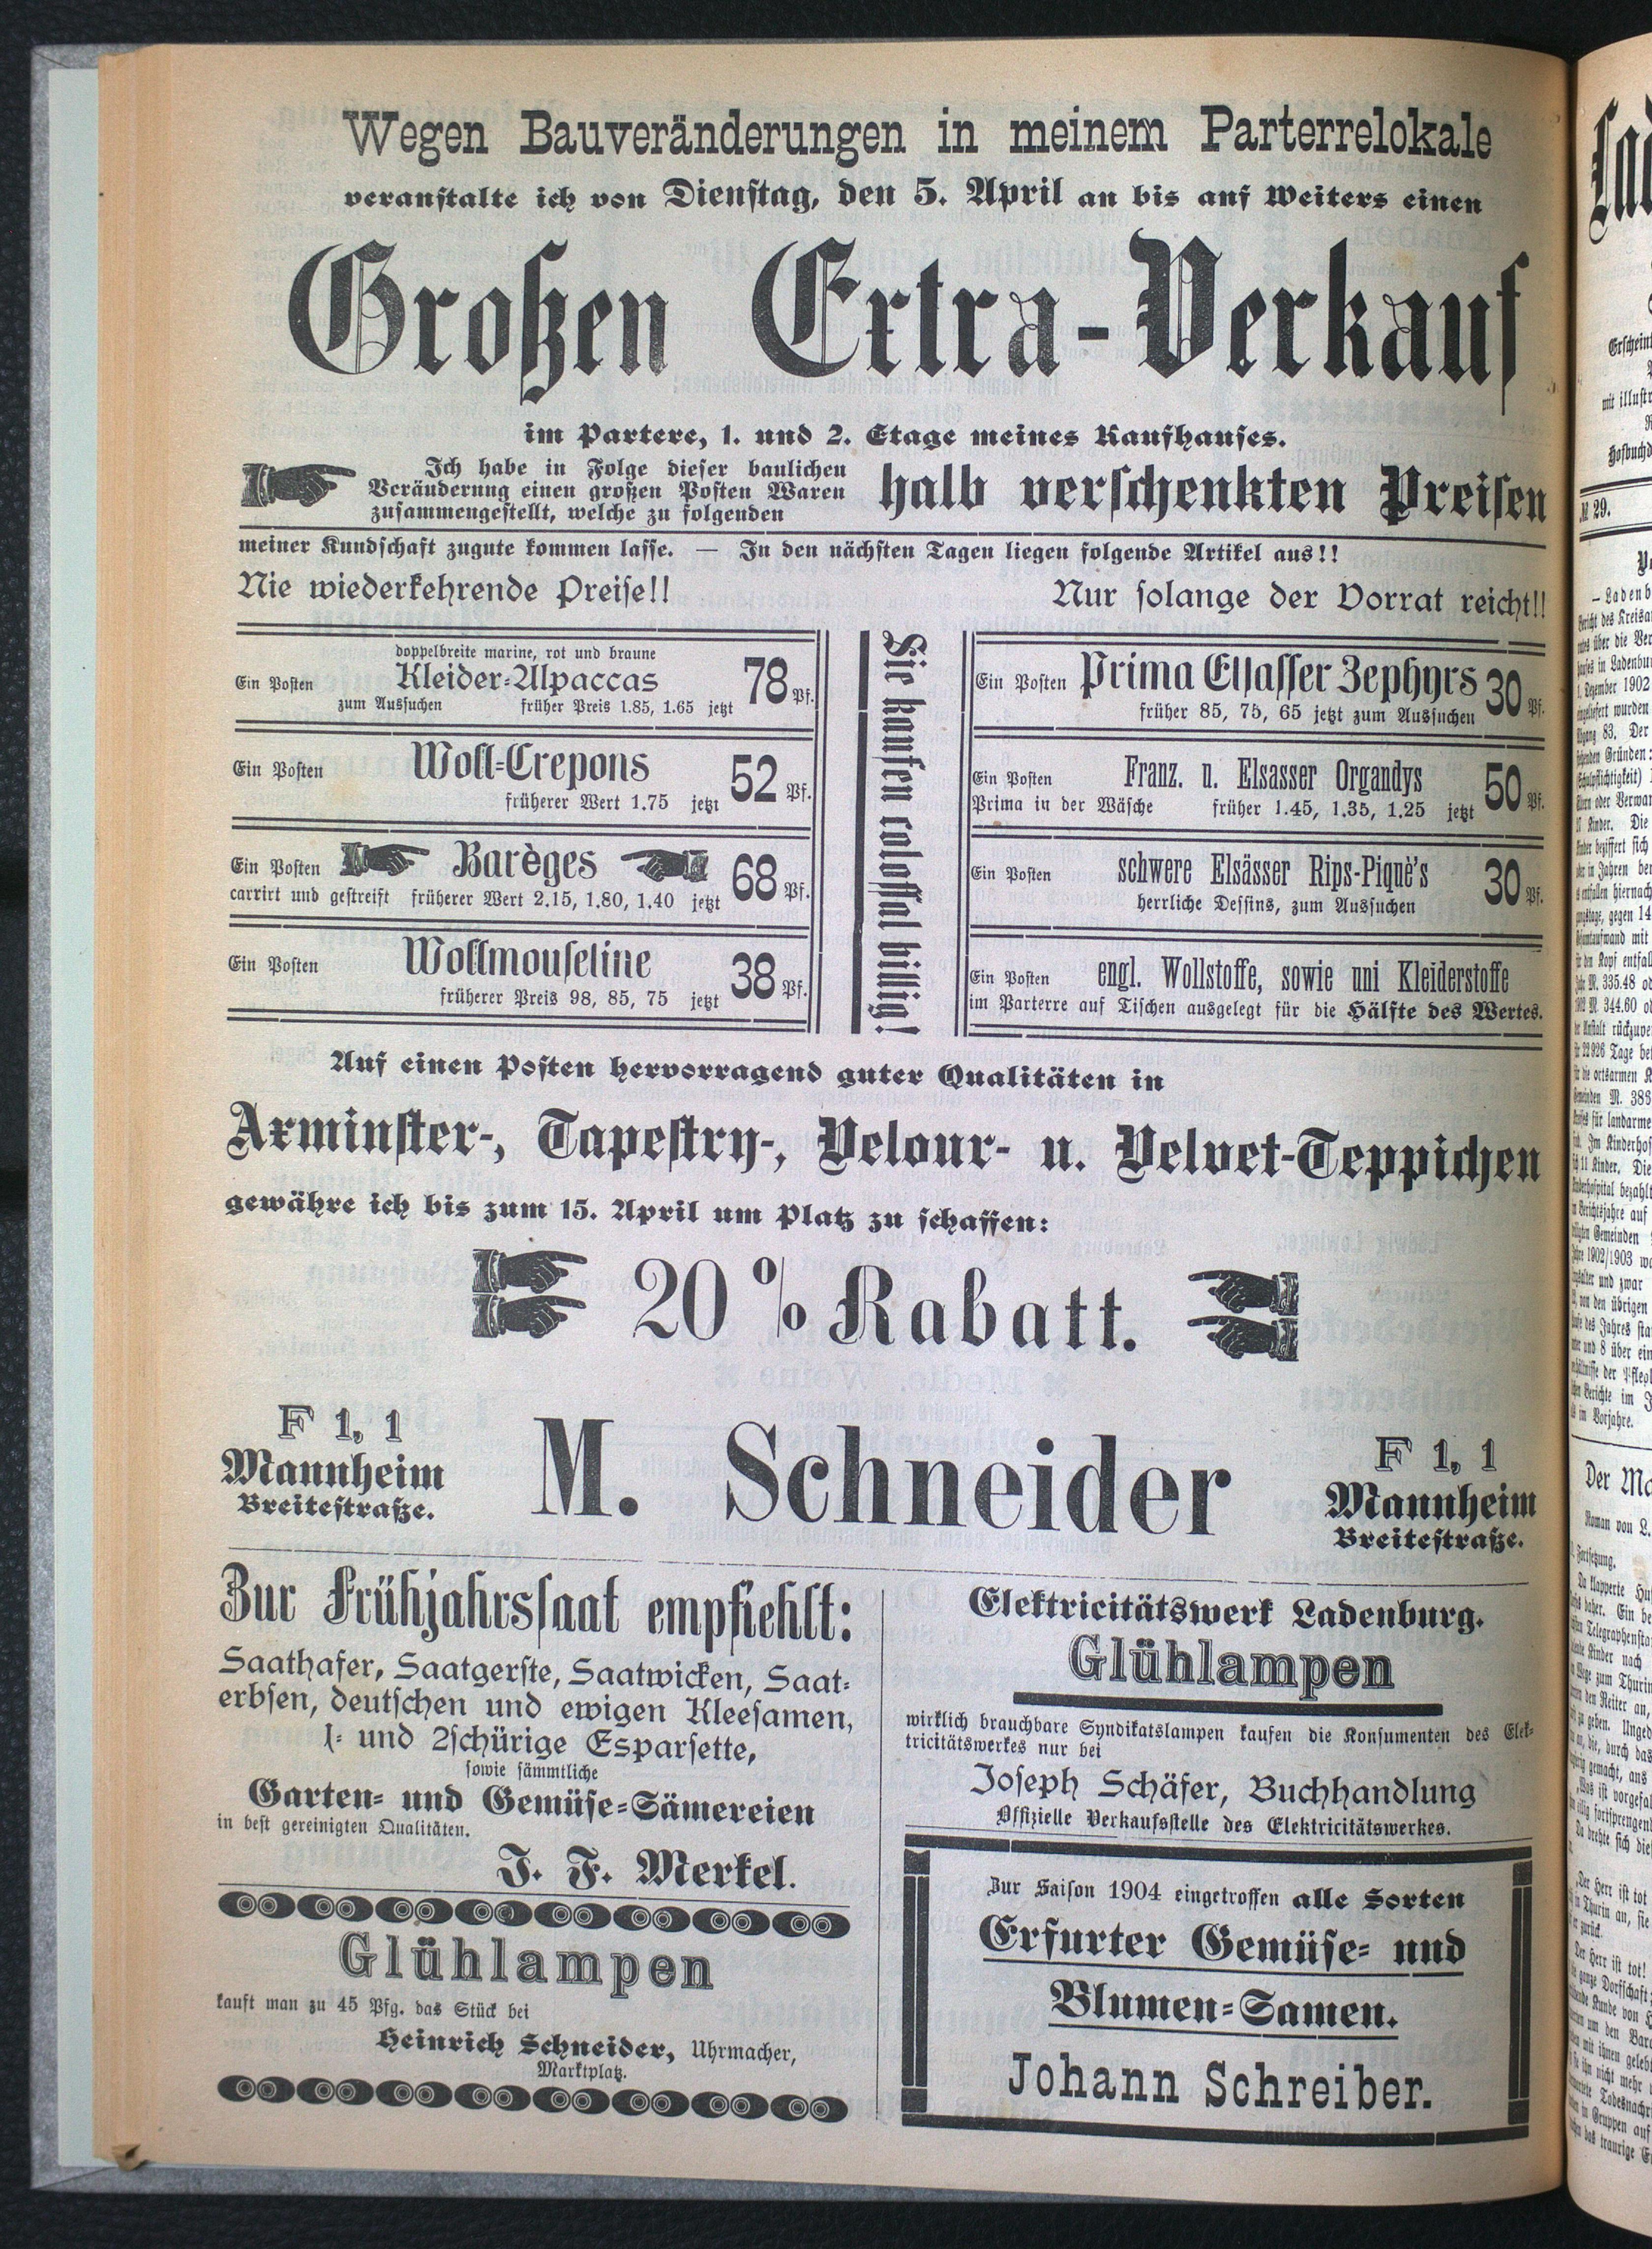 Wegen Bauveränderungen in meinem Parterrelokale
veranstalte ich von Dienstag, den 5. April an bis auf Weiters einen
Großen Extra-Verkauf
im Partere, 1. und 2. Etage meines Kaufhauses.
Ich habe in Folge dieser baulichen
Veränderung einen großen Posten Waren
zusammengestellt, welche zu folgenden
halb verschenkten Preisen
meiner Kundschaft zugute kommen lasse. — In den nächsten Tagen liegen folgende Artikel aus!!
Nie wiederkehrende Preise!! Nur solange der Vorrat reicht!!
doppelbreite marine, rot und braune
Ein Posten Kleider-Alpaccas 78 Pf.
zum Aussuchen früher Preis 1.85, 1.65 jetzt
Ein Posten Woll-Crepons 52 Pf.
früherer Wert 1.75 jetzt
Ein Posten Barèges 68 Pf.
carrirt und gestreift früherer Wert 2.15, 1.80, 1.40 jetzt
Ein Posten Wollmouseline 38 Pf.
früherer Preis 98, 85, 75 jetzt
Sie kaufen colossal billig!
Ein Posten Prima Elsasser Zephyrs 30 Pf.
früher 85, 75, 65 jetzt zum Aussuchen
Ein Posten Franz. u. Elsasser Organdys 50 Pf.
Prima in der Wäsche früher 1.45, 1.35, 1.25 jetzt
Ein Posten schwere Elsässer Rips-Piquè's 30 Pf.
herrliche Dessins, zum Aussuchen
Ein Posten engl. Wollstoffe, sowie uni Kleiderstoffe
im Parterre auf Tischen ausgelegt für die Hälfte des Wertes.
Auf einen Posten hervorragend guter Qualitäten in
Axminster-, Tapestry-, Velour- u. Velvet-Teppichen
gewähre ich bis zum 15. April um Platz zu schaffen:
20 % Rabatt.
F 1, 1
Mannheim
Breitestraße.
M. Schneider
F 1, 1
Mannheim
Breitestraße.
Zur Frühjahrssaat empfiehlt:
Saathafer, Saatgerste, Saatwicken, Saat-
erbsen, deutschen und ewigen Kleesamen,
1- und 2schürige Esparsette,
sowie sämmtliche
Garten- und Gemüse-Sämereien
in best gereinigten Qualitäten.
J. F. Merkel.
Glühlampen
kauft man zu 45 Pfg. das Stück bei
Heinrich Schneider, Uhrmacher,
Marktplatz.
Elektricitätswerk Ladenburg.
Glühlampen
wirklich brauchbare Syndikatslampen kaufen die Konsumenten des Elek-
tricitätswerkes nur bei
Joseph Schäfer, Buchhandlung
Offizielle Verkaufsstelle des Elektricitätswerkes.
Zur Saison 1904 eingetroffen alle Sorten
Erfurter Gemüse- und
Blumen-Samen.
Johann Schreiber.
№ 29.